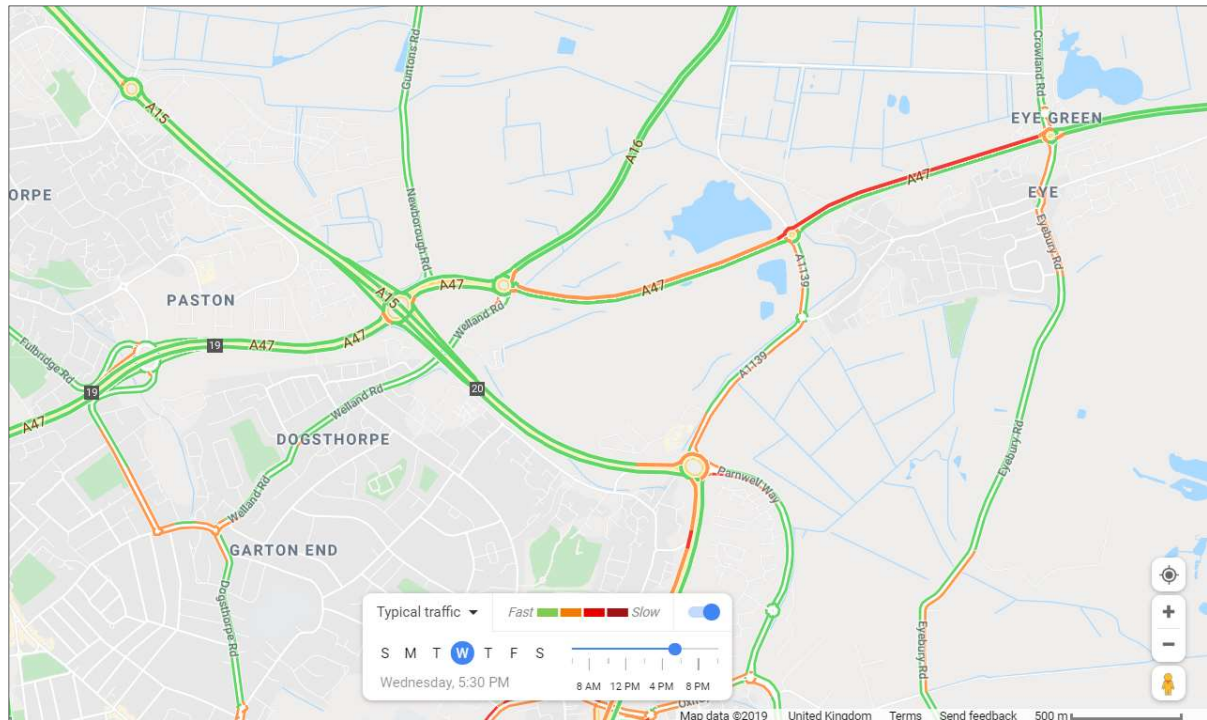 Guntons Rd
Crowland Rd
A15
A16
EYE GREEN
A47
ORPE
EYE
Newborough Rd
Eyebury Rd
A15
A47
A47
A1139
PASTON
Welland Rd
19
A47
A47
Fulbridge Rd
A1139
19
20
Welland Rd
A47
DOGSTHORPE
Eyebury Rd
Parnwell Way
Welland Rd
GARTON END
Dogsthorpe Rd
Eyebury Rd
Typical traffic
Fast
Slow
S M T W T F S
Wednesday, 5:30 PM
8 AM 12 PM 4 PM 8 PM
+
−
Map data ©2019 United Kingdom Terms Send feedback 500 m